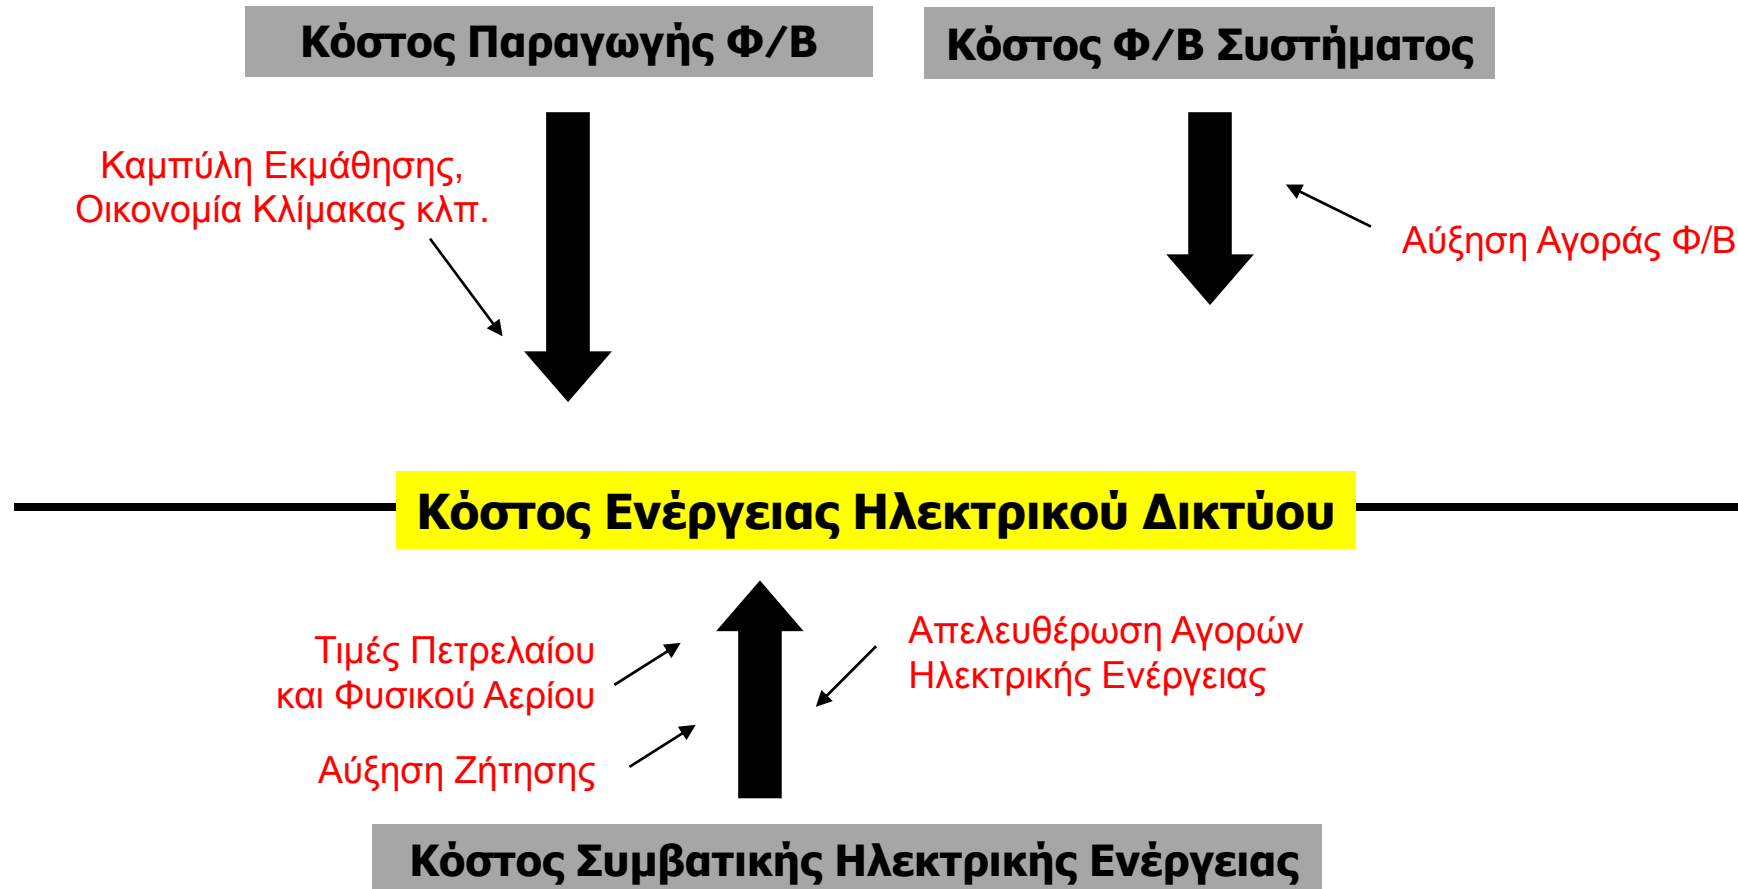 Κόστος Παραγωγής Φ/Β
Κόστος Φ/Β Συστήματος
Καμπύλη Εκμάθησης,
Οικονομία Κλίμακας κλπ.
Αύξηση Αγοράς Φ/Β
Κόστος Ενέργειας Ηλεκτρικού Δικτύου
Τιμές Πετρελαίου
και Φυσικού Αερίου
Απελευθέρωση Αγορών
Ηλεκτρικής Ενέργειας
Αύξηση Ζήτησης
Κόστος Συμβατικής Ηλεκτρικής Ενέργειας